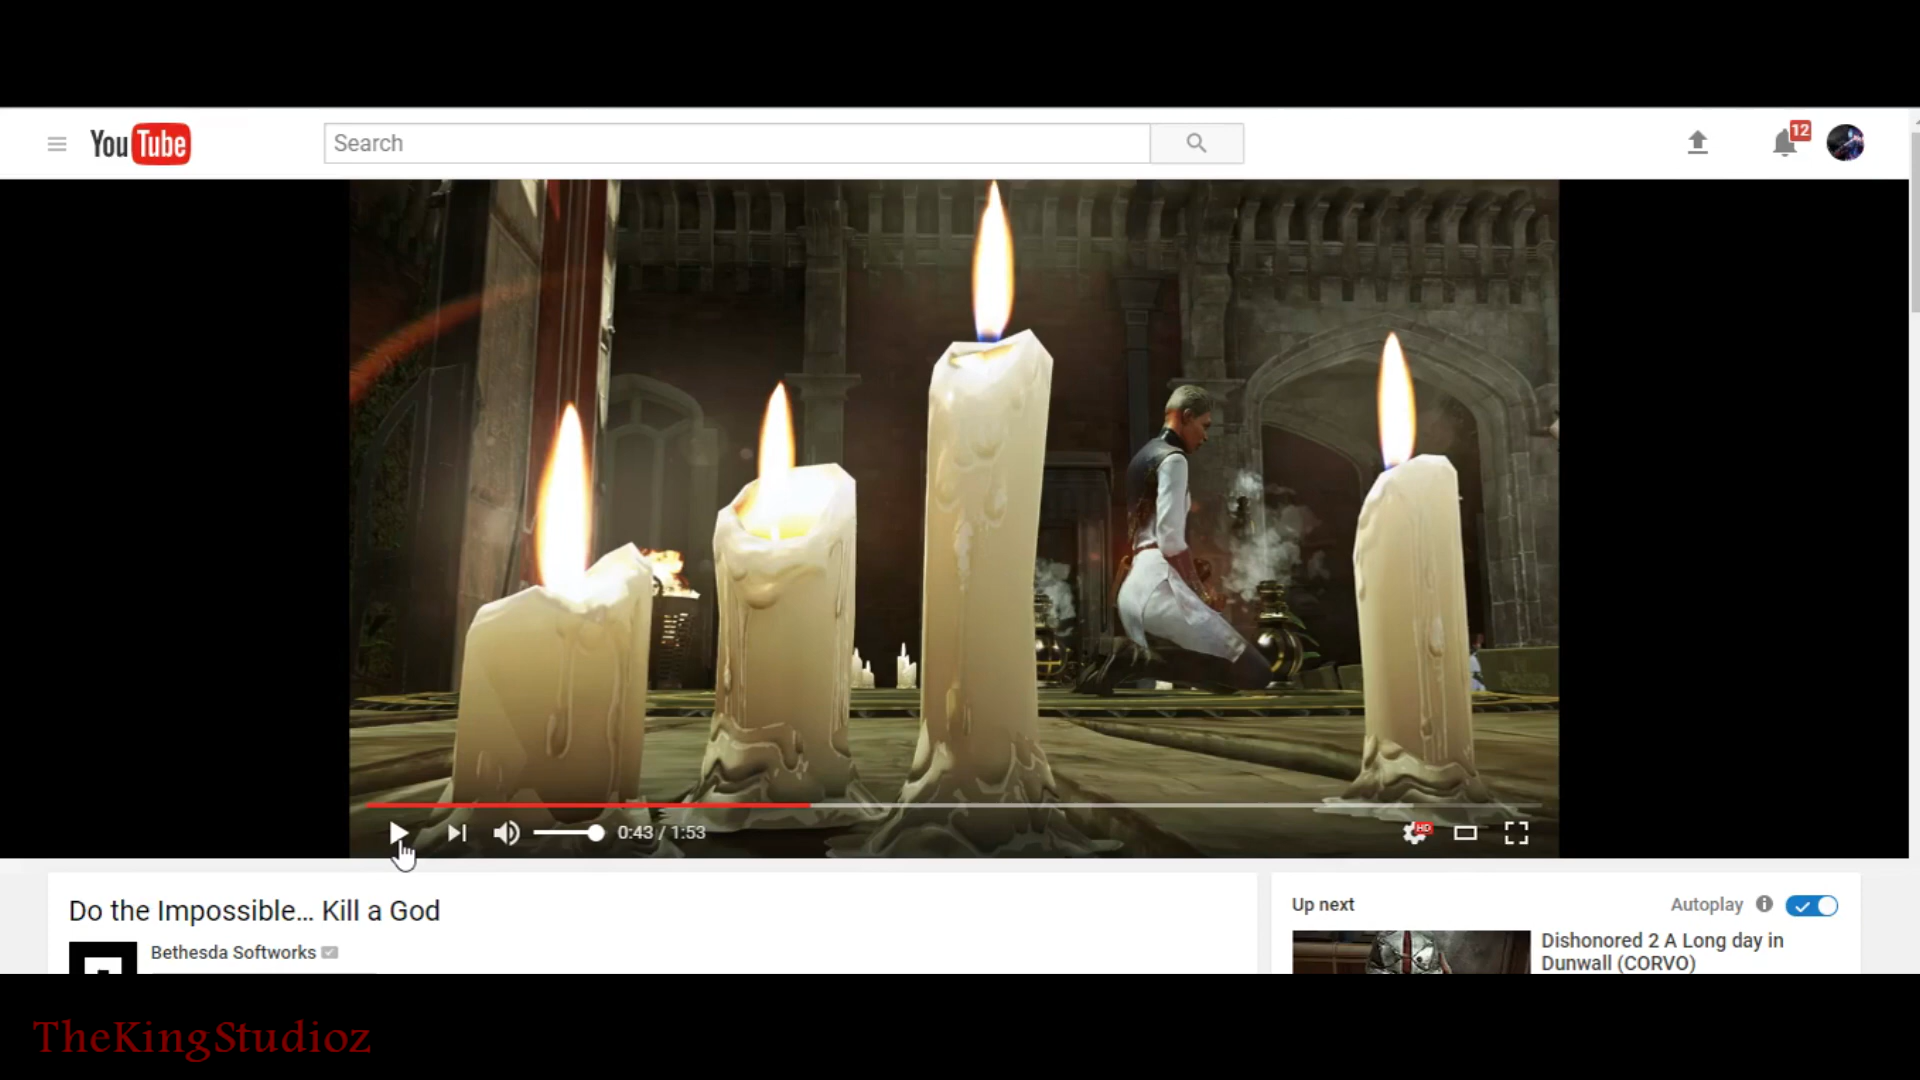 YouTube
Search
12
0:43 / 1:53
HD
Do the Impossible... Kill a God
Bethesda Softworks
Up next
Autoplay
Dishonored 2 A Long day in
Dunwall (CORVO)
TheKingStudioz